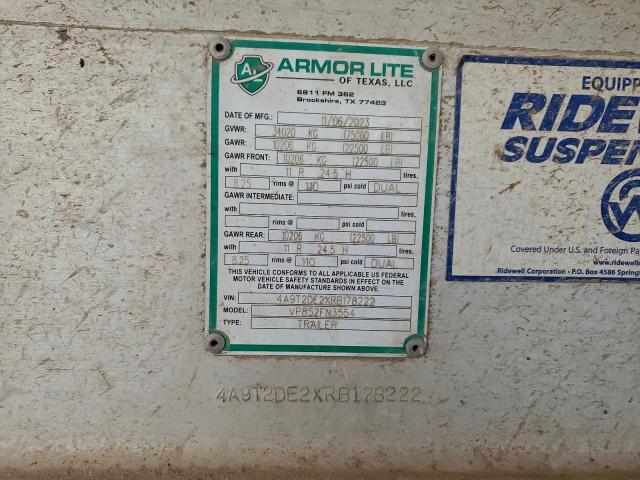 ARMOR LITE
OF TEXAS, LLC
6811 FM 362
Brookshire, TX 77423
DATE OF MFG.: 11/06/2023
GVWR: 34020 KG (75000 LB)
GAWR: 10206 KG (22500 LB)
GAWR FRONT: 10206 KG (22500 LB)
with 11 R 24.5 H tires,
8.25 rims @ 110 psi cold DUAL
GAWR INTERMEDIATE:
with tires,
rims @ psi cold
GAWR REAR: 10206 KG (22500 LB)
with 11 R 24.5 H tires,
8.25 rims @ 110 psi cold DUAL
THIS VEHICLE CONFORMS TO ALL APPLICABLE US FEDERAL
MOTOR VEHICLE SAFETY STANDARDS IN EFFECT ON THE
DATE OF MANUFACTURE SHOWN ABOVE.
VIN: 4A9T2DE2XRB178222
MODEL: VP852FN3554
TYPE: TRAILER
4A9T2DE2XRB178222
EQUIPP
RIDE
SUSPEN
Covered Under U.S. and Foreign Pa
www.ridewell
Ridewell Corporation • P.O. Box 4586 Spring